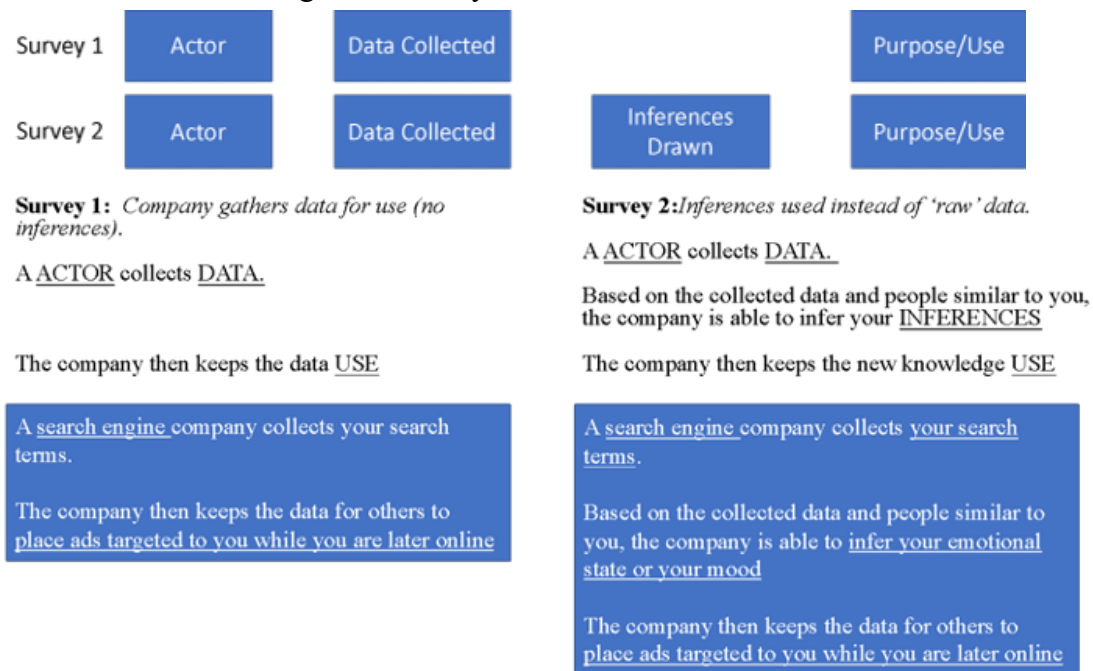 Survey 1 Actor Data Collected Purpose/Use
Survey 2 Actor Data Collected Inferences Drawn Purpose/Use
Survey 1: Company gathers data for use (no
inferences).
A ACTOR collects DATA.
The company then keeps the data USE
A search engine company collects your search
terms.
The company then keeps the data for others to
place ads targeted to you while you are later online
Survey 2:Inferences used instead of ‘raw’ data.
A ACTOR collects DATA.
Based on the collected data and people similar to you,
the company is able to infer your INFERENCES
The company then keeps the new knowledge USE
A search engine company collects your search
terms.
Based on the collected data and people similar to
you, the company is able to infer your emotional
state or your mood
The company then keeps the data for others to
place ads targeted to you while you are later online